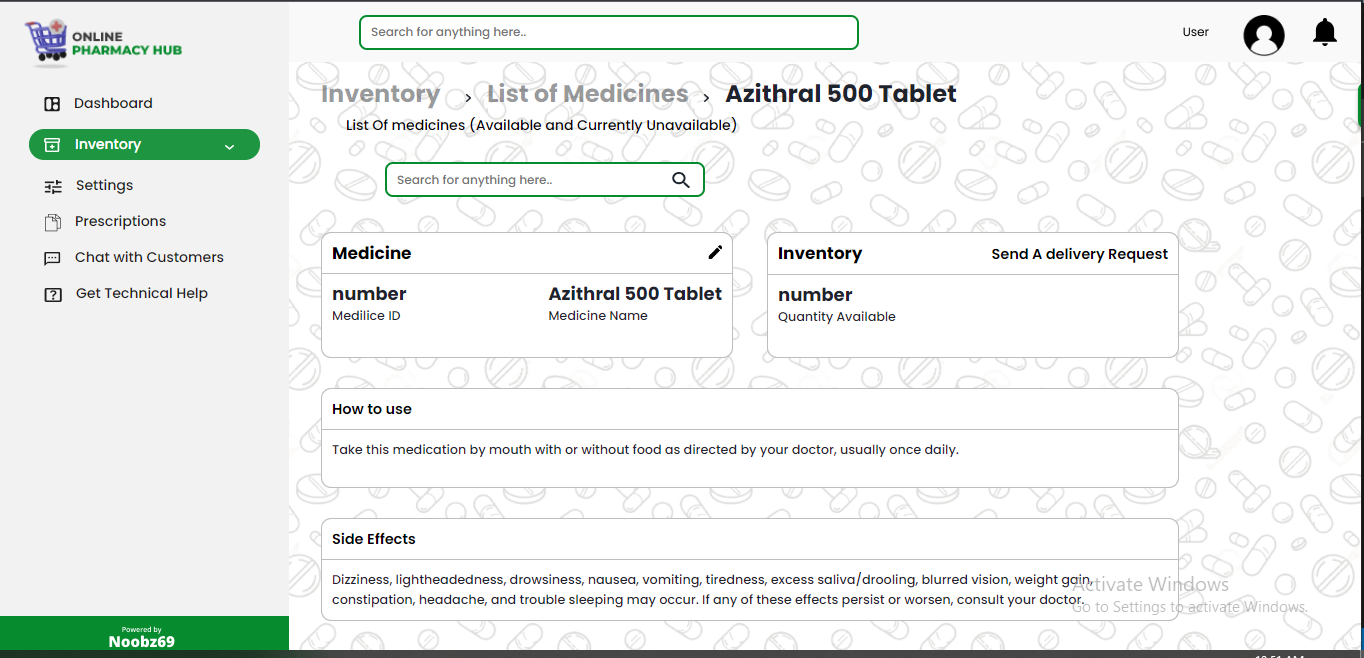 ONLINE
PHARMACY HUB
Search for anything here..
User
Dashboard
Inventory
Settings
Prescriptions
Chat with Customers
Get Technical Help
Powered by
Noobz69
Inventory › List of Medicines › Azithral 500 Tablet
List Of medicines (Available and Currently Unavailable)
Search for anything here..
Medicine
number
Medilice ID
Azithral 500 Tablet
Medicine Name
Inventory
Send A delivery Request
number
Quantity Available
How to use
Take this medication by mouth with or without food as directed by your doctor, usually once daily.
Side Effects
Dizziness, lightheadedness, drowsiness, nausea, vomiting, tiredness, excess saliva/drooling, blurred vision, weight gain,
constipation, headache, and trouble sleeping may occur. If any of these effects persist or worsen, consult your doctor.
Activate Windows
Go to Settings to activate Windows.